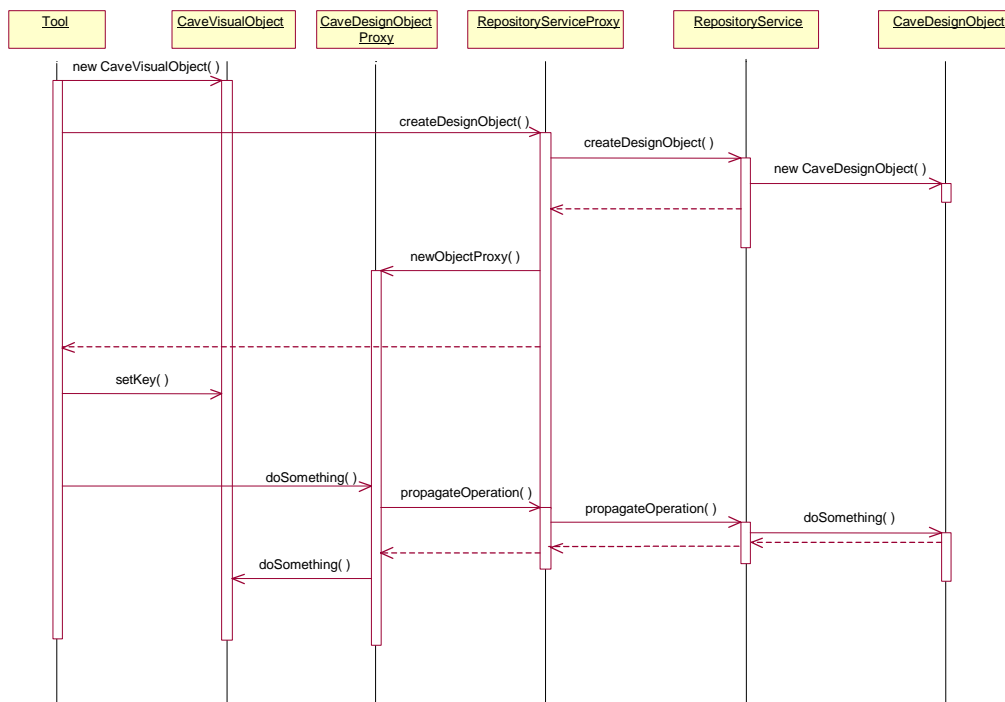 Tool
CaveVisualObject
CaveDesignObject
Proxy
RepositoryServiceProxy
RepositoryService
CaveDesignObject
new CaveVisualObject( )
createDesignObject( )
createDesignObject( )
new CaveDesignObject( )
newObjectProxy( )
setKey( )
doSomething( )
propagateOperation( )
propagateOperation( )
doSomething( )
doSomething( )